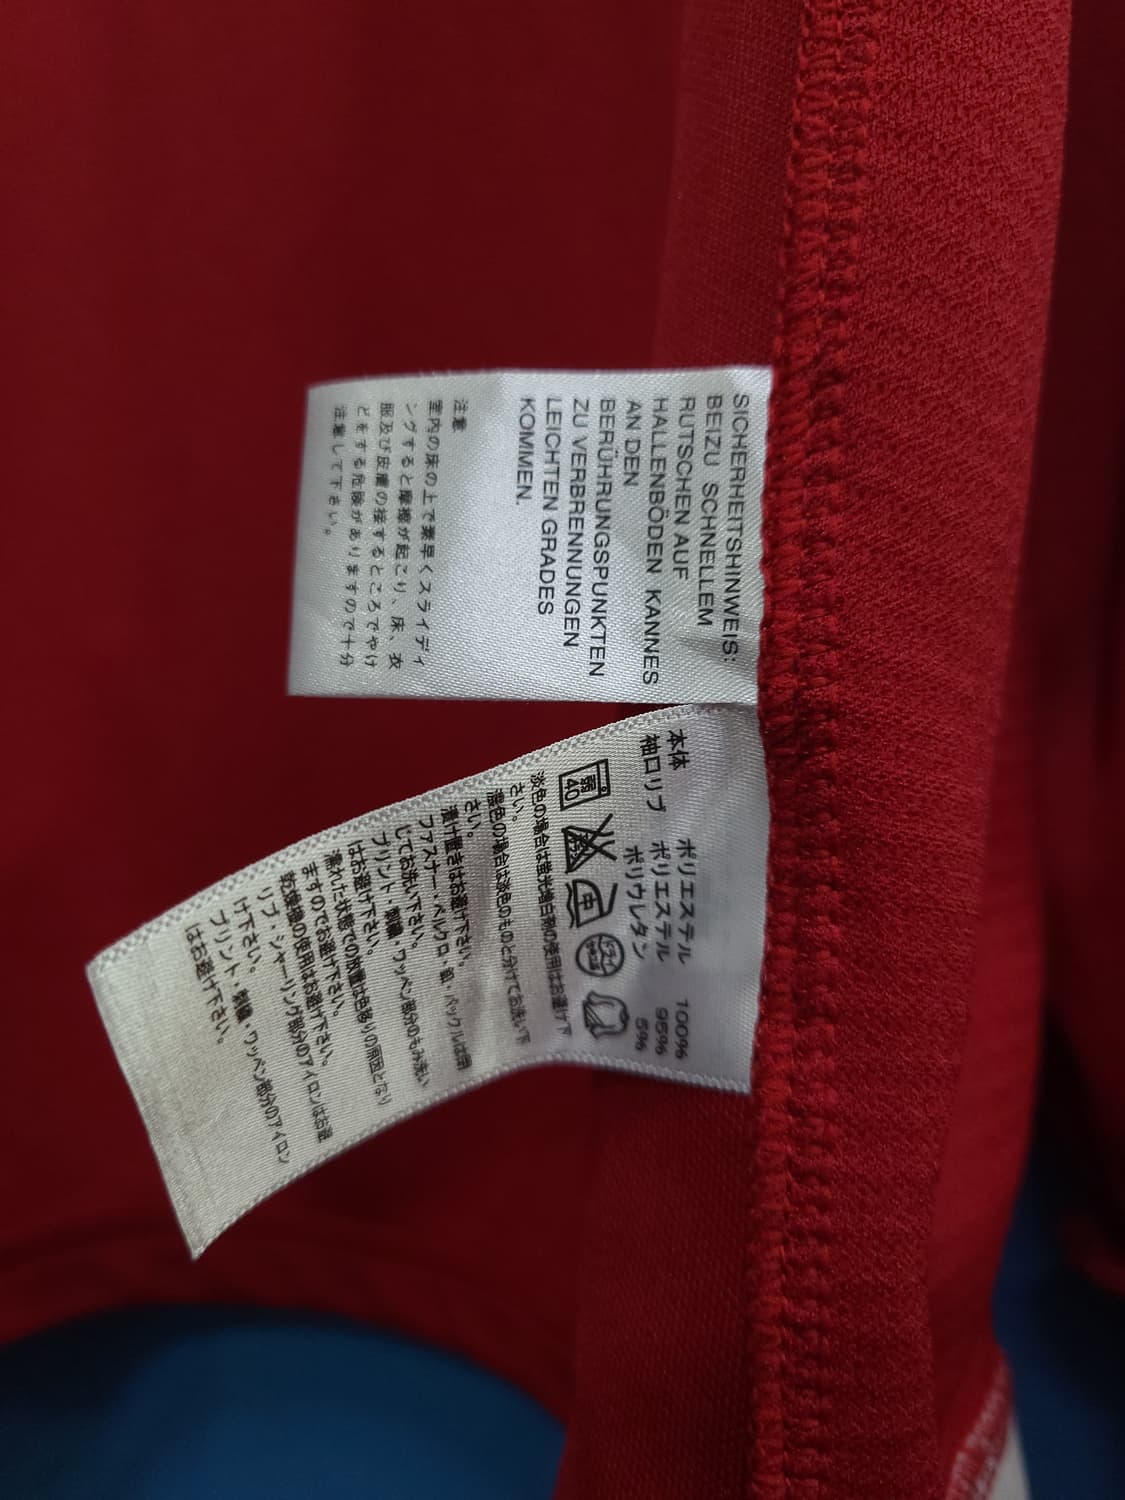 SICHERHEITSHINWEIS:
BEIZU SCHNELLEM
RUTSCHEN AUF
HALLENBÖDEN KANNES
AN DEN
BERÜHRUNGSPUNKTEN
ZU VERBRENNUNGEN
LEICHTEN GRADES
KOMMEN.
注意
室内の床の上で素早くスライディ
ングすると摩擦が起こり、床、衣
服及び皮膚の接するところでやけ
どをする危険がありますので十分
注意して下さい。
本体 ポリエステル 100%
袖口リブ ポリエステル 95%
ポリウレタン 5%
弱 40 中
淡色の場合は蛍光増白剤の使用はお避け下
さい。
濃色の場合は淡色のものと分けてお洗い下
さい。
漬け置きはお避け下さい。
ファスナー・ベルクロ・釦・バックルは閉
じてお洗い下さい。
プリント・刺繍・ワッペン部分のもみ洗い
はお避け下さい。
濡れた状態での放置は色移りの原因となり
ますのでお避け下さい。
乾燥機の使用はお避け下さい。
リブ・シャーリング部分のアイロンはお避
け下さい。
プリント・刺繍・ワッペン部分のアイロン
はお避け下さい。